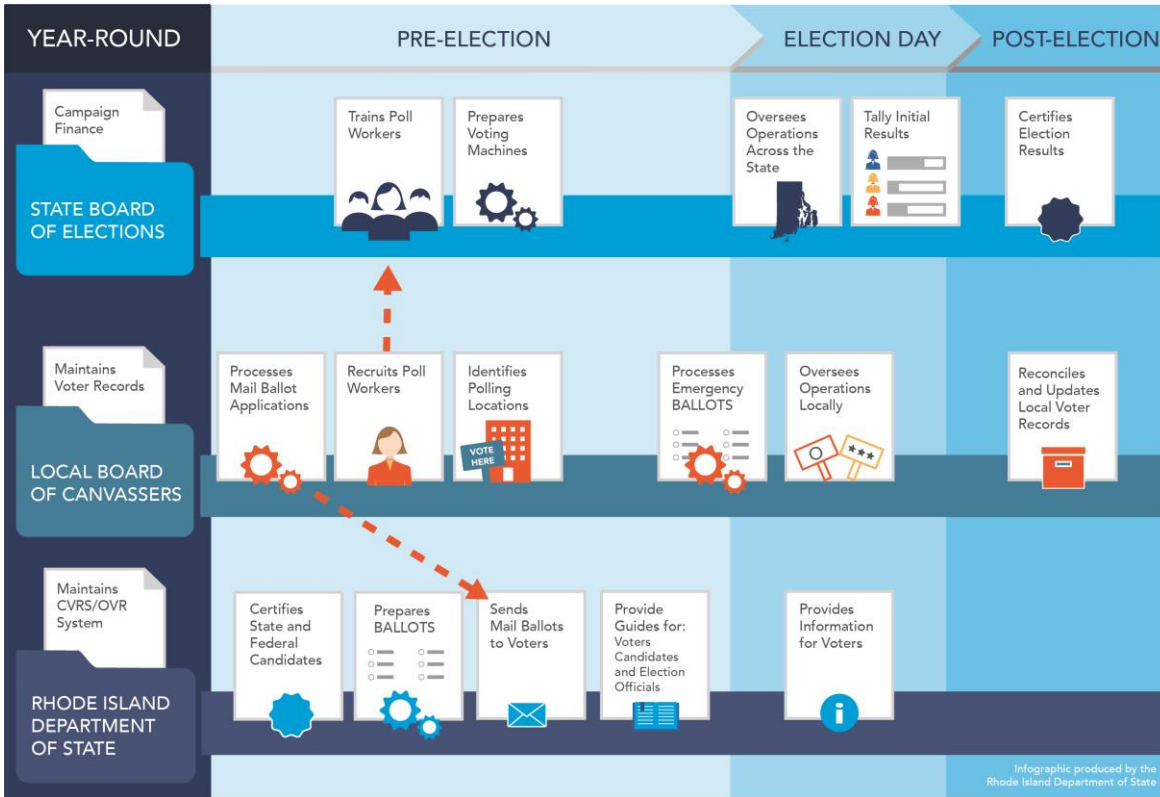 YEAR-ROUND
PRE-ELECTION
ELECTION DAY
POST-ELECTION
Campaign
Finance
STATE BOARD
OF ELECTIONS
Trains Poll
Workers
Prepares
Voting
Machines
Oversees
Operations
Across the
State
Tally Initial
Results
Certifies
Election
Results
Maintains
Voter Records
LOCAL BOARD
OF CANVASSERS
Processes
Mail Ballot
Applications
Recruits Poll
Workers
Identifies
Polling
Locations
VOTE
HERE
Processes
Emergency
BALLOTS
Oversees
Operations
Locally
Reconciles
and Updates
Local Voter
Records
Maintains
CVRS/OVR
System
RHODE ISLAND
DEPARTMENT
OF STATE
Certifies
State and
Federal
Candidates
Prepares
BALLOTS
Sends
Mail Ballots
to Voters
Provide
Guides for:
Voters
Candidates
and Election
Officials
Provides
Information
for Voters
i
Infographic produced by the
Rhode Island Department of State